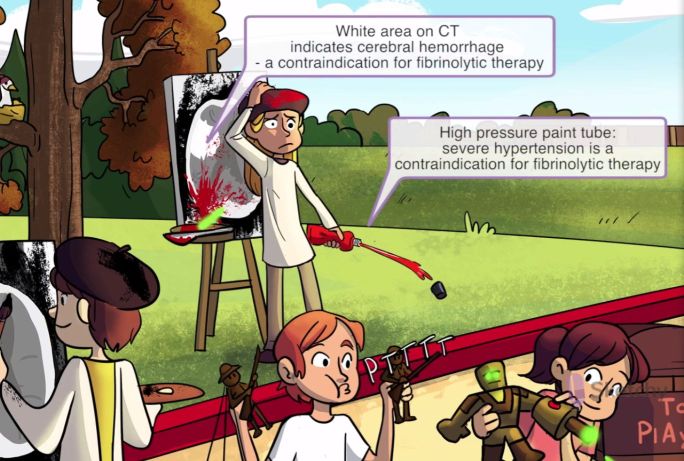 White area on CT
indicates cerebral hemorrhage
- a contraindication for fibrinolytic therapy
High pressure paint tube:
severe hypertension is a
contraindication for fibrinolytic therapy
PTTTT
To
PlAy